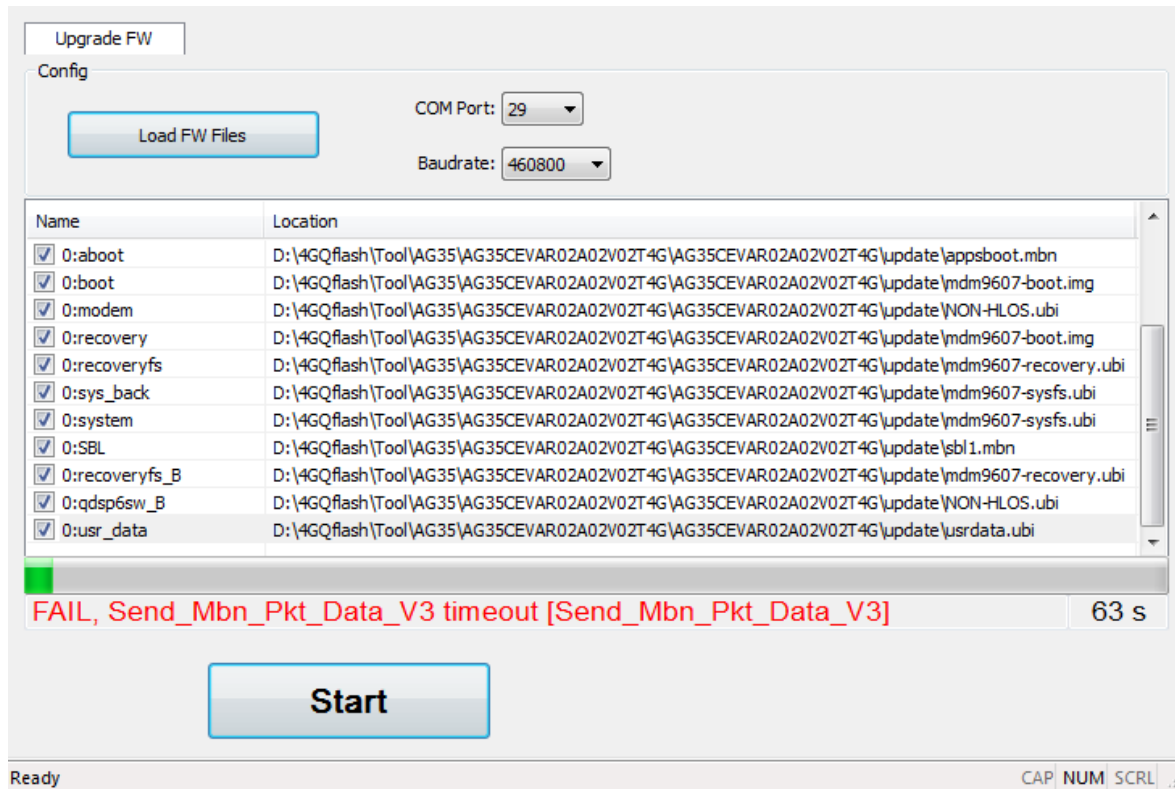 Upgrade FW
Config
Load FW Files
COM Port: 29
Baudrate: 460800
Name Location
0:aboot D:\4GQflash\Tool\AG35\AG35CEVAR02A02V02T4G\AG35CEVAR02A02V02T4G\update\appsboot.mbn
0:boot D:\4GQflash\Tool\AG35\AG35CEVAR02A02V02T4G\AG35CEVAR02A02V02T4G\update\mdm9607-boot.img
0:modem D:\4GQflash\Tool\AG35\AG35CEVAR02A02V02T4G\AG35CEVAR02A02V02T4G\update\NON-HLOS.ubi
0:recovery D:\4GQflash\Tool\AG35\AG35CEVAR02A02V02T4G\AG35CEVAR02A02V02T4G\update\mdm9607-boot.img
0:recoveryfs D:\4GQflash\Tool\AG35\AG35CEVAR02A02V02T4G\AG35CEVAR02A02V02T4G\update\mdm9607-recovery.ubi
0:sys_back D:\4GQflash\Tool\AG35\AG35CEVAR02A02V02T4G\AG35CEVAR02A02V02T4G\update\mdm9607-sysfs.ubi
0:system D:\4GQflash\Tool\AG35\AG35CEVAR02A02V02T4G\AG35CEVAR02A02V02T4G\update\mdm9607-sysfs.ubi
0:SBL D:\4GQflash\Tool\AG35\AG35CEVAR02A02V02T4G\AG35CEVAR02A02V02T4G\update\sbl1.mbn
0:recoveryfs_B D:\4GQflash\Tool\AG35\AG35CEVAR02A02V02T4G\AG35CEVAR02A02V02T4G\update\mdm9607-recovery.ubi
0:qdsp6sw_B D:\4GQflash\Tool\AG35\AG35CEVAR02A02V02T4G\AG35CEVAR02A02V02T4G\update\NON-HLOS.ubi
0:usr_data D:\4GQflash\Tool\AG35\AG35CEVAR02A02V02T4G\AG35CEVAR02A02V02T4G\update\usrdata.ubi
FAIL, Send_Mbn_Pkt_Data_V3 timeout [Send_Mbn_Pkt_Data_V3] 63 s
Start
Ready CAP NUM SCRL